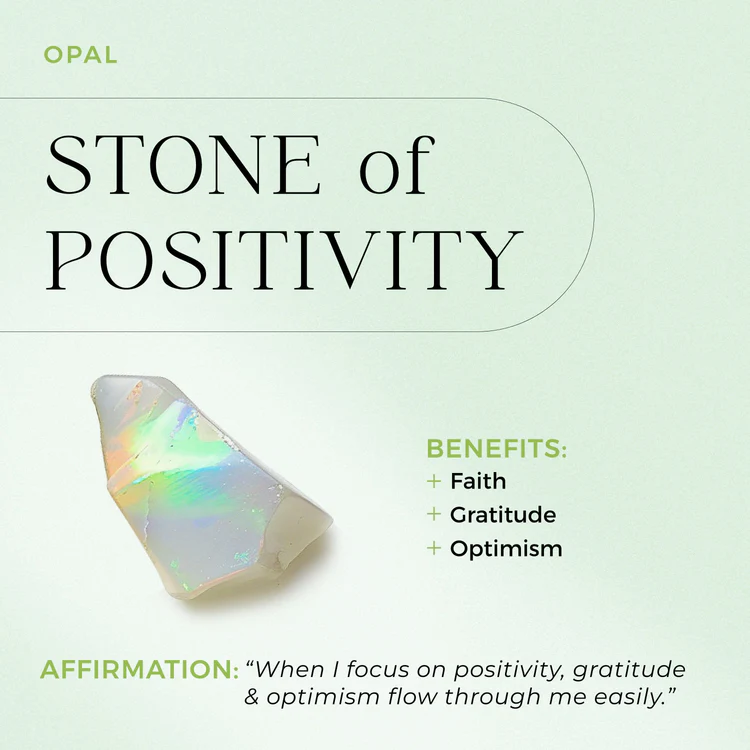 OPAL
STONE of
POSITIVITY
BENEFITS:
+ Faith
+ Gratitude
+ Optimism
AFFIRMATION: “When I focus on positivity, gratitude
& optimism flow through me easily.”